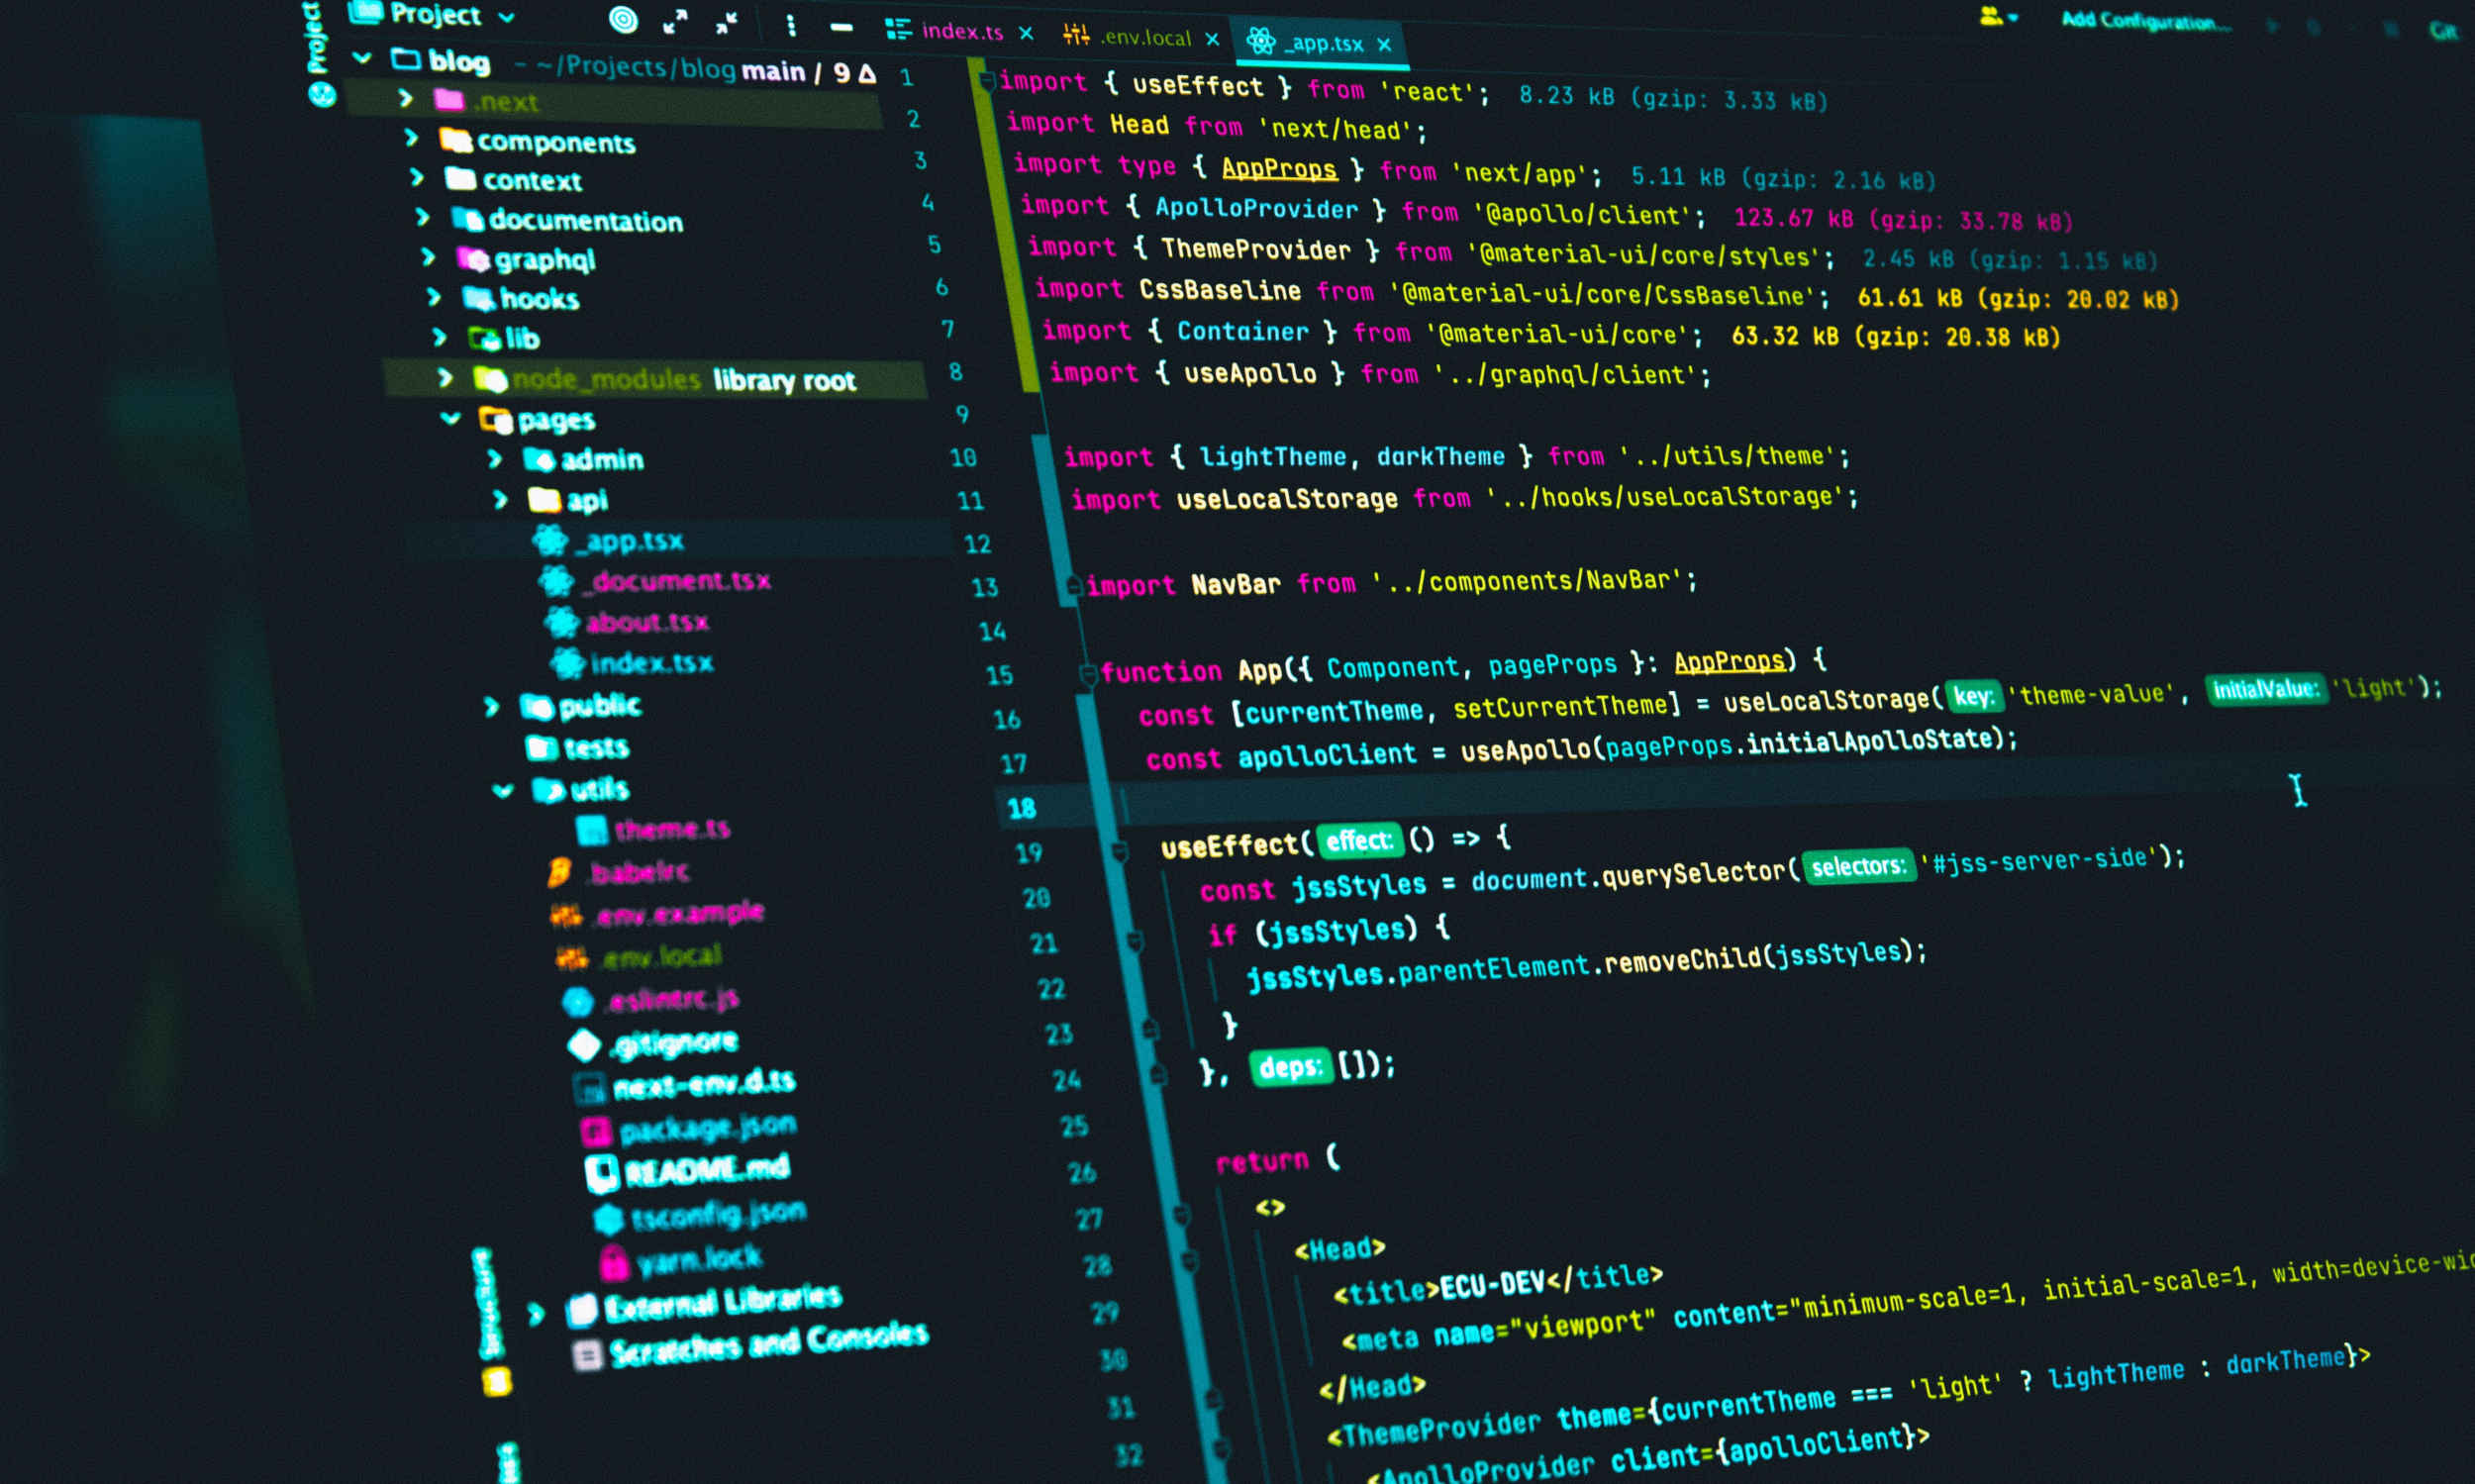 Project
Project
index.ts
.env.local
_app.tsx
Add Configuration...
Git
blog - ~/Projects/blog main / 9 Δ
.next
components
context
documentation
graphql
hooks
lib
node_modules library root
pages
admin
api
_app.tsx
_document.tsx
about.tsx
index.tsx
public
tests
utils
theme.ts
.babelrc
.env.example
.env.local
.eslintrc.js
.gitignore
next-env.d.ts
package.json
README.md
tsconfig.json
yarn.lock
External Libraries
Scratches and Consoles
Structure
1 import { useEffect } from 'react'; 8.23 kB (gzip: 3.33 kB)
2 import Head from 'next/head';
3 import type { AppProps } from 'next/app'; 5.11 kB (gzip: 2.16 kB)
4 import { ApolloProvider } from '@apollo/client'; 123.67 kB (gzip: 33.78 kB)
5 import { ThemeProvider } from '@material-ui/core/styles'; 2.45 kB (gzip: 1.15 kB)
6 import CssBaseline from '@material-ui/core/CssBaseline'; 61.61 kB (gzip: 20.02 kB)
7 import { Container } from '@material-ui/core'; 63.32 kB (gzip: 20.38 kB)
8 import { useApollo } from '../graphql/client';
9
10 import { lightTheme, darkTheme } from '../utils/theme';
11 import useLocalStorage from '../hooks/useLocalStorage';
12
13 import NavBar from '../components/NavBar';
14
15 function App({ Component, pageProps }: AppProps) {
16 const [currentTheme, setCurrentTheme] = useLocalStorage( key: 'theme-value', initialValue: 'light');
17 const apolloClient = useApollo(pageProps.initialApolloState);
18
19 useEffect( effect: () => {
20 const jssStyles = document.querySelector( selectors: '#jss-server-side');
21 if (jssStyles) {
22 jssStyles.parentElement.removeChild(jssStyles);
23 }
24 }, deps: []);
25
26 return (
27 <>
28 <Head>
29 <title>ECU-DEV</title>
30 <meta name="viewport" content="minimum-scale=1, initial-scale=1, width=device-wid
31 </Head>
32 <ThemeProvider theme={currentTheme === 'light' ? lightTheme : darkTheme}>
<ApolloProvider client={apolloClient}>